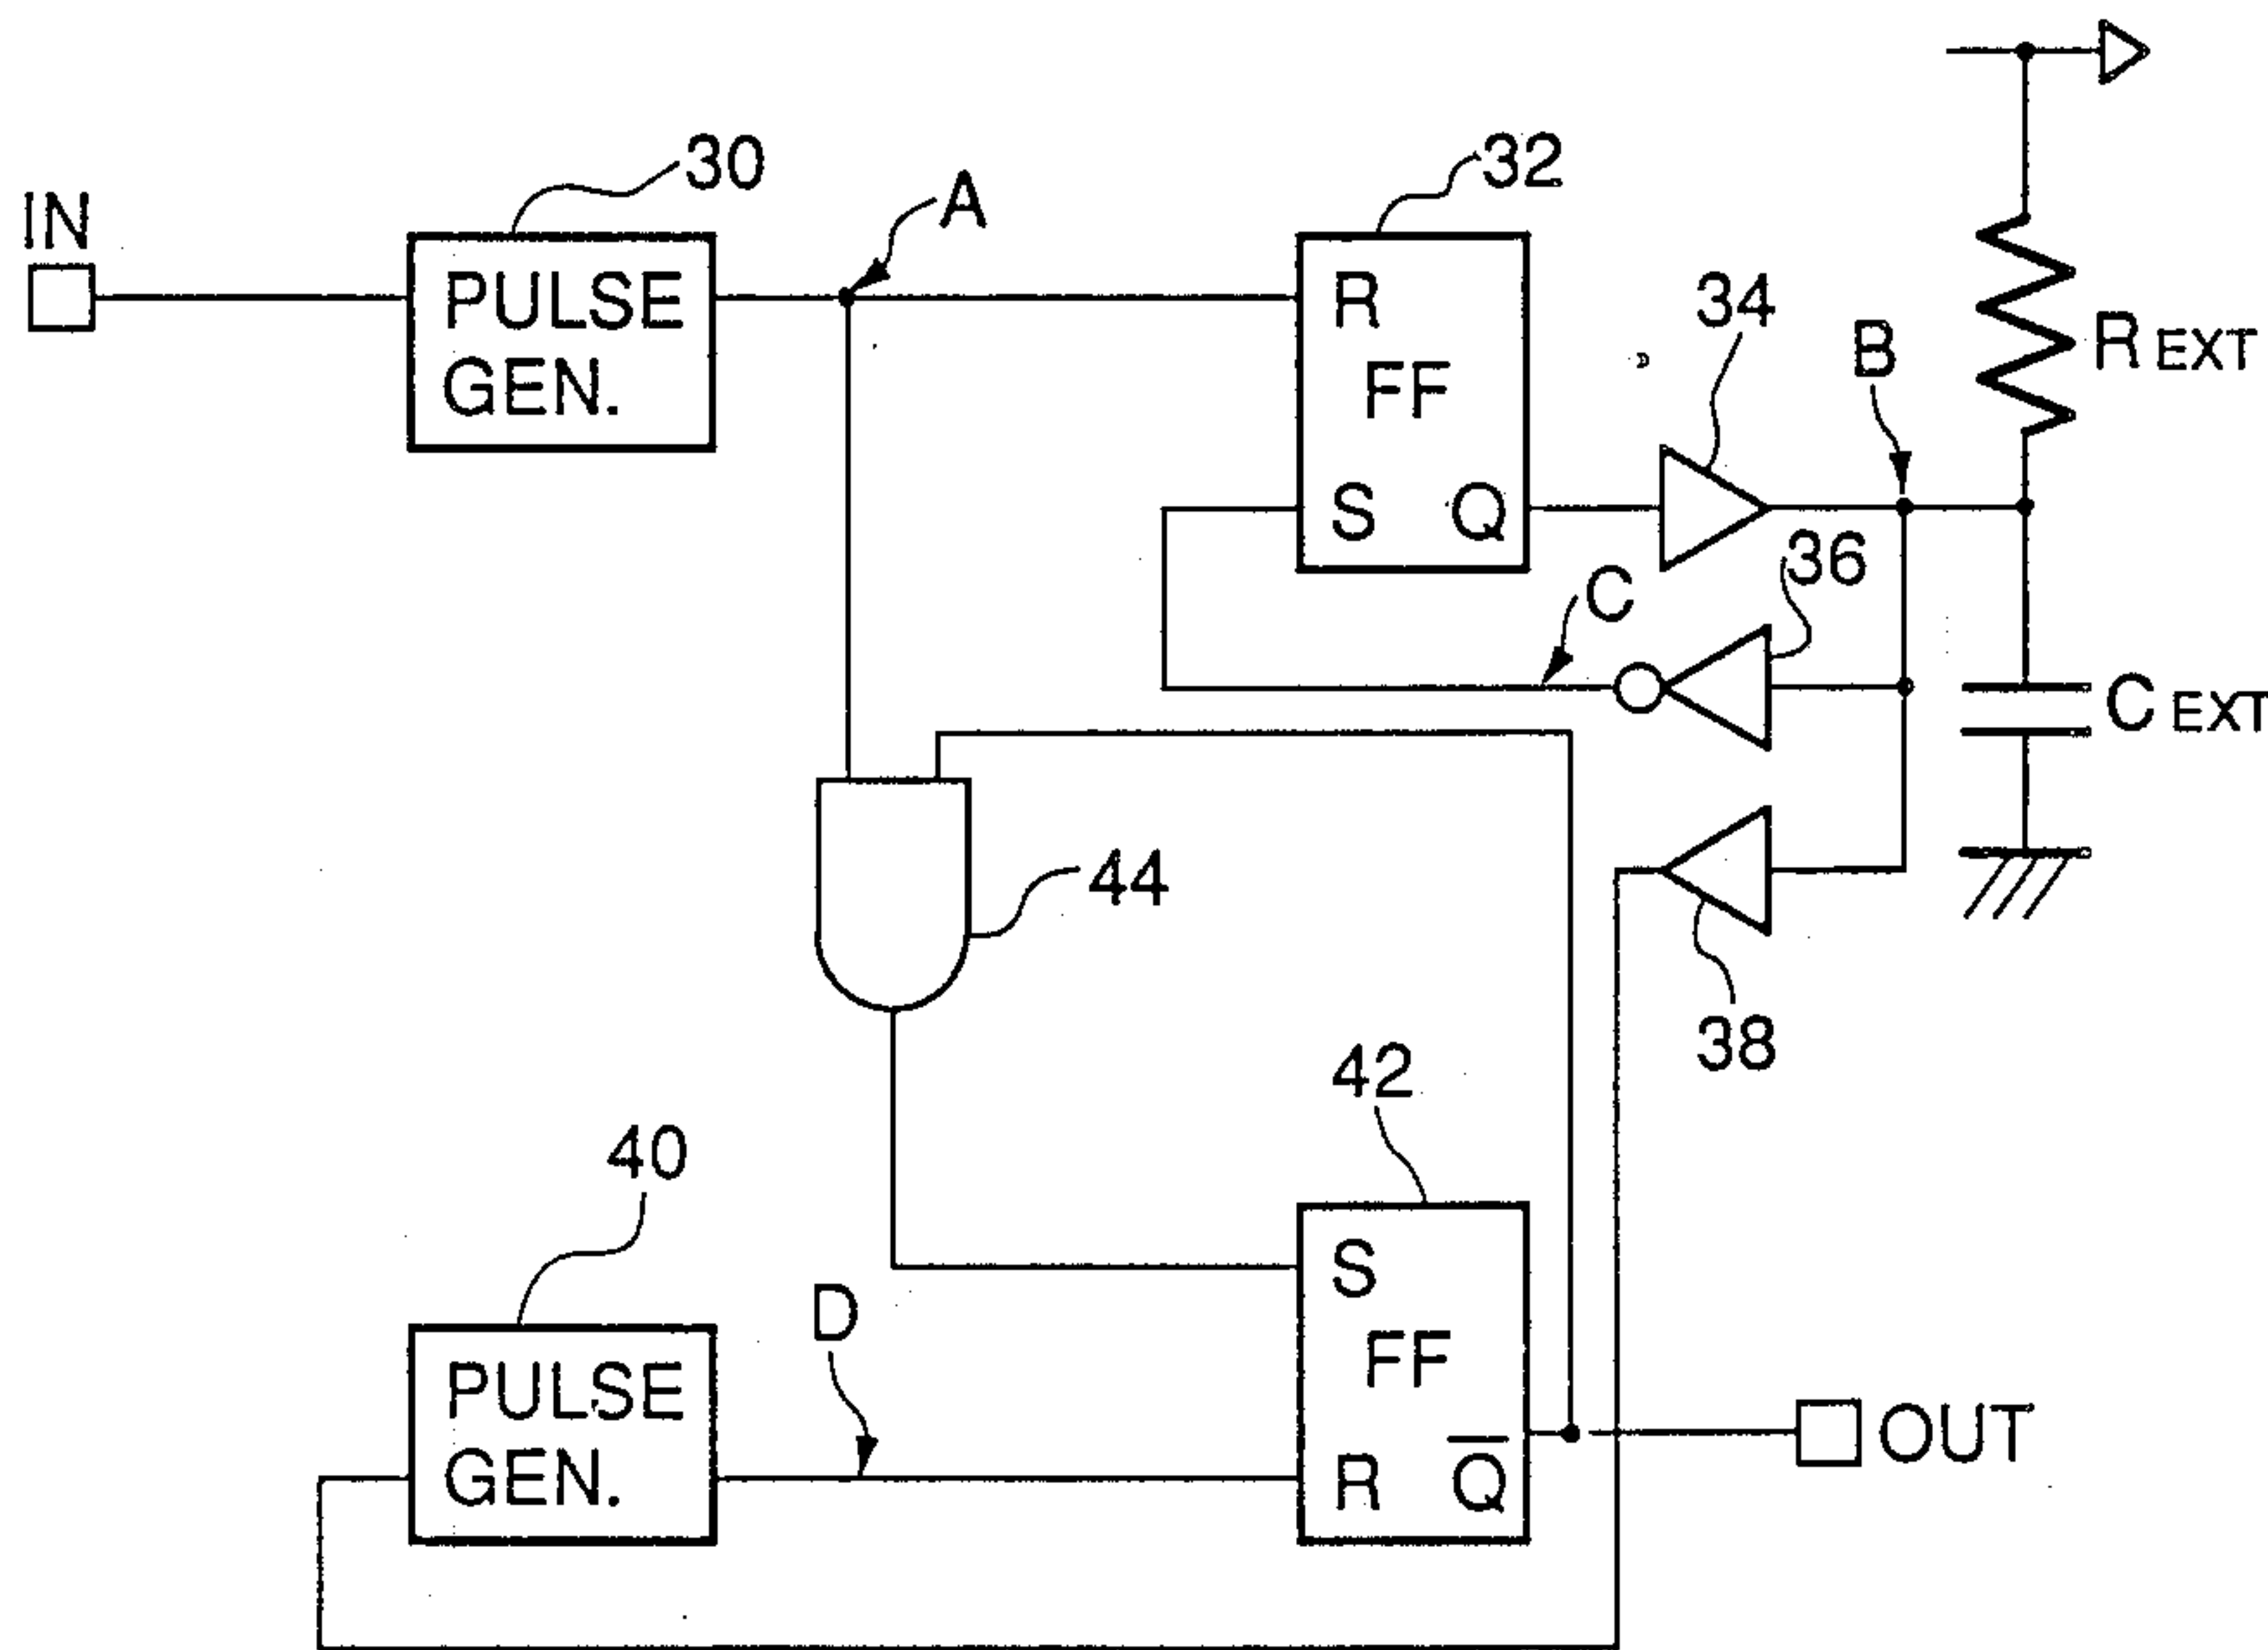 IN
30
PULSE
GEN.
A
32
R
FF
S Q
34
B
R EXT
36
C
C EXT
44
38
42
40
S
FF
R Q̅
D
PULSE
GEN.
OUT